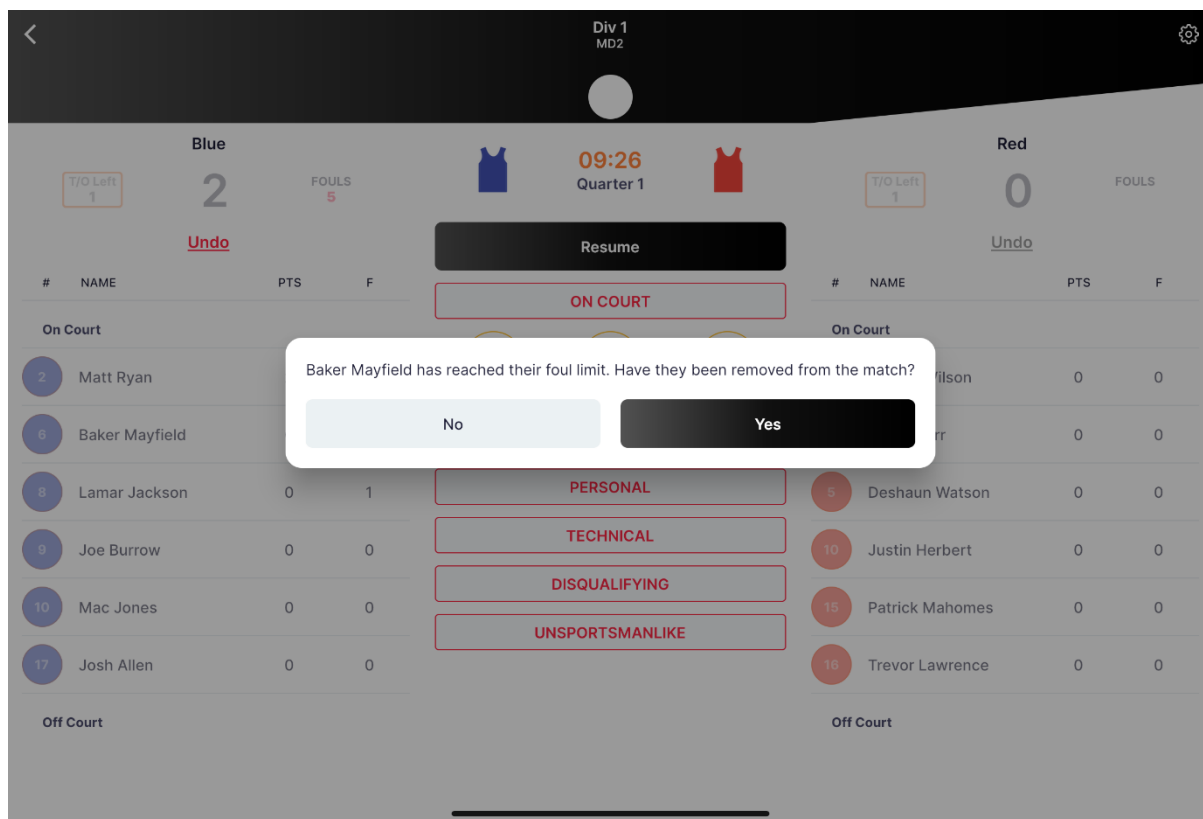 Div 1
MD2
Blue
T/O Left
1
2
FOULS
5
Undo
09:26
Quarter 1
Red
T/O Left
1
0
FOULS
Undo
Resume
# NAME PTS F
ON COURT
# NAME PTS F
On Court
On Court
2 Matt Ryan
Baker Mayfield has reached their foul limit. Have they been removed from the match?
No
Yes
0 0
6 Baker Mayfield
0 0
8 Lamar Jackson 0 1
PERSONAL
5 Deshaun Watson 0 0
9 Joe Burrow 0 0
TECHNICAL
10 Justin Herbert 0 0
DISQUALIFYING
10 Mac Jones 0 0
15 Patrick Mahomes 0 0
UNSPORTSMANLIKE
17 Josh Allen 0 0
16 Trevor Lawrence 0 0
Off Court
Off Court